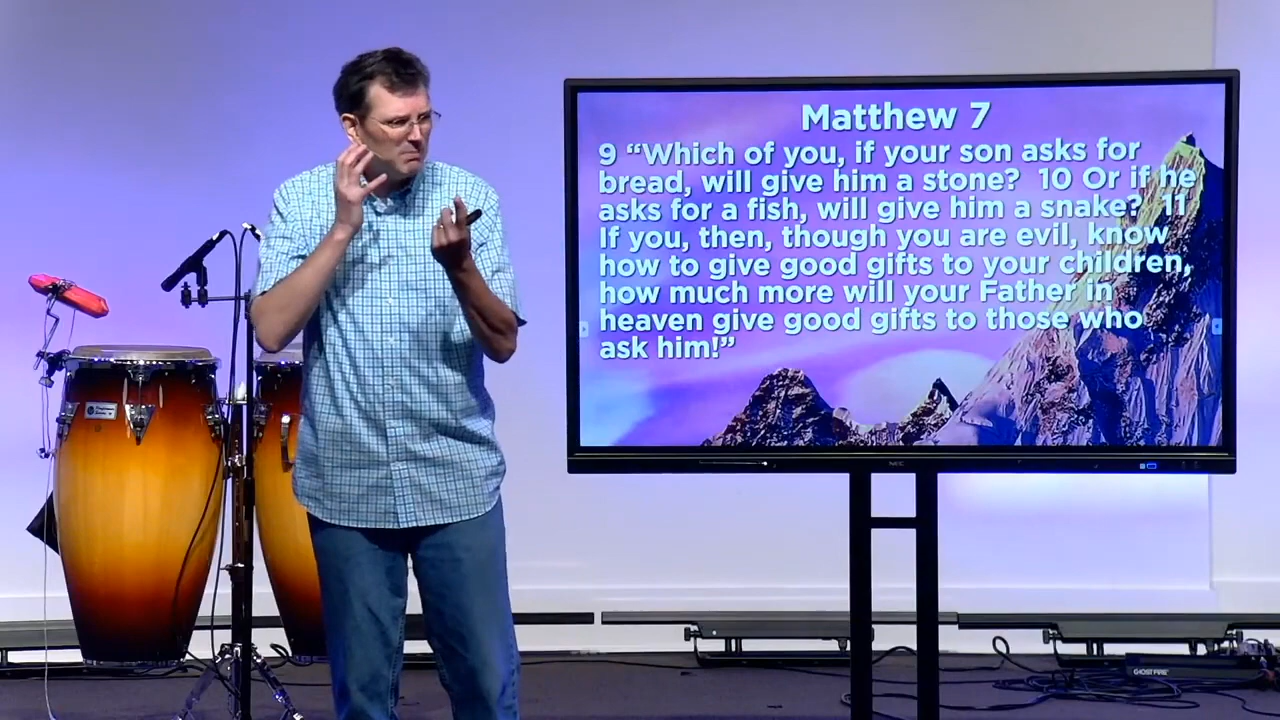 Matthew 7
9 “Which of you, if your son asks for
bread, will give him a stone? 10 Or if he
asks for a fish, will give him a snake? 11
If you, then, though you are evil, know
how to give good gifts to your children,
how much more will your Father in
heaven give good gifts to those who
ask him!”
NEC
GHOST FIRE